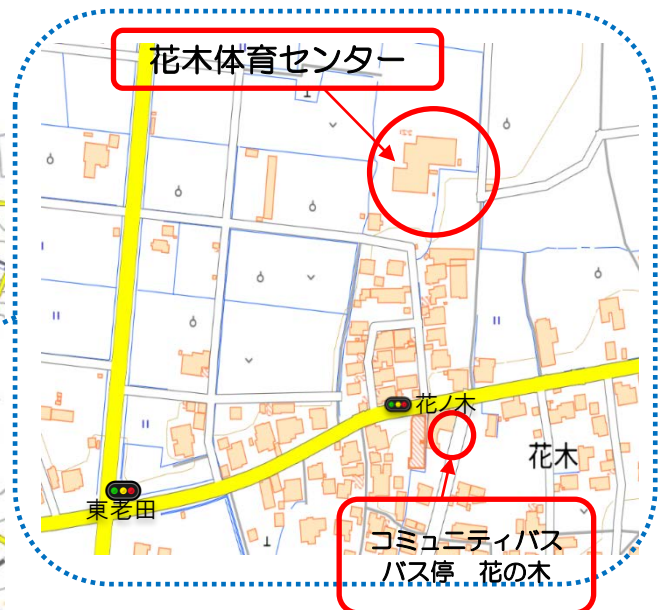 花木体育センター
花ノ木
花木
東老田
コミュニティバス
バス停 花の木